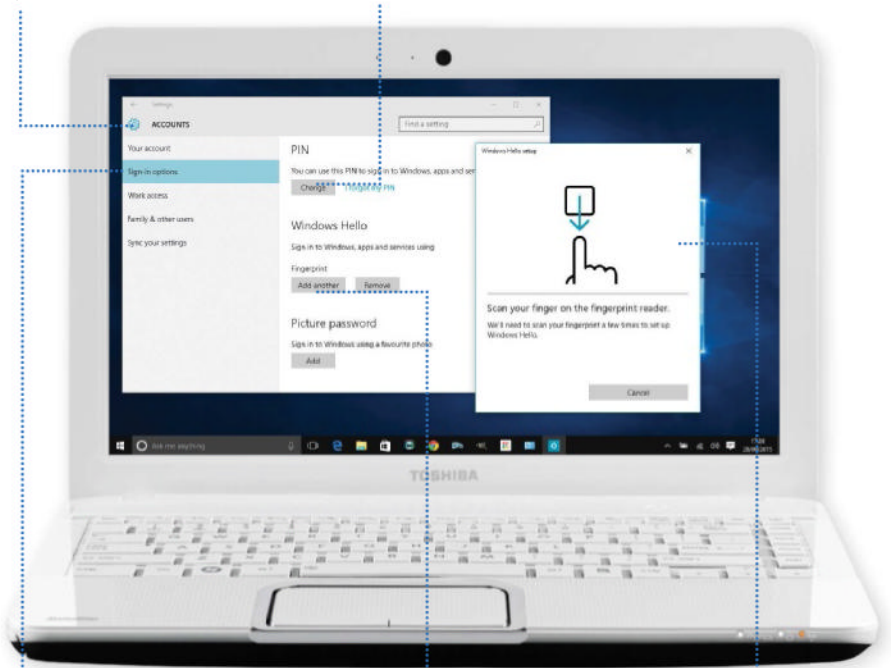 Settings
ACCOUNTS
Find a setting
Your account
Sign-in options
Work access
Family & other users
Sync your settings
PIN
You can use this PIN to sign in to Windows, apps and ser
Change
I forgot my PIN
Windows Hello
Sign in to Windows, apps and services using
Fingerprint
Add another
Remove
Picture password
Sign in to Windows using a favourite photo
Add
Windows Hello setup
Scan your finger on the fingerprint reader.
We'll need to scan your fingerprint a few times to set up
Windows Hello.
Cancel
Ask me anything
TOSHIBA